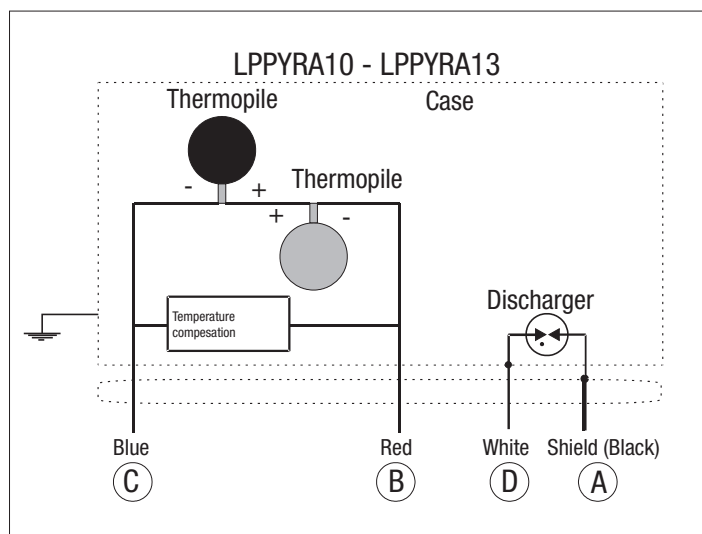 LPPYRA10 - LPPYRA13
Thermopile
Case
- +
Thermopile
+ -
Temperature
compesation
Discharger
Blue
Red
White
Shield (Black)
C
B
D
A